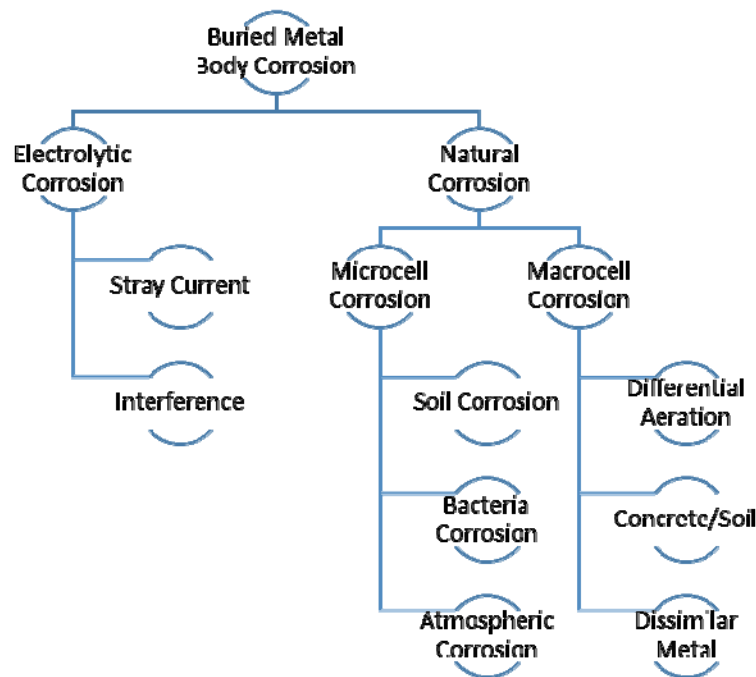 Buried Metal
Body Corrosion
Electrolytic
Corrosion
Natural
Corrosion
Stray Current
Interference
Microcell
Corrosion
Macrocell
Corrosion
Soil Corrosion
Bacteria
Corrosion
Atmospheric
Corrosion
Differential
Aeration
Concrete/Soil
Dissimilar
Metal